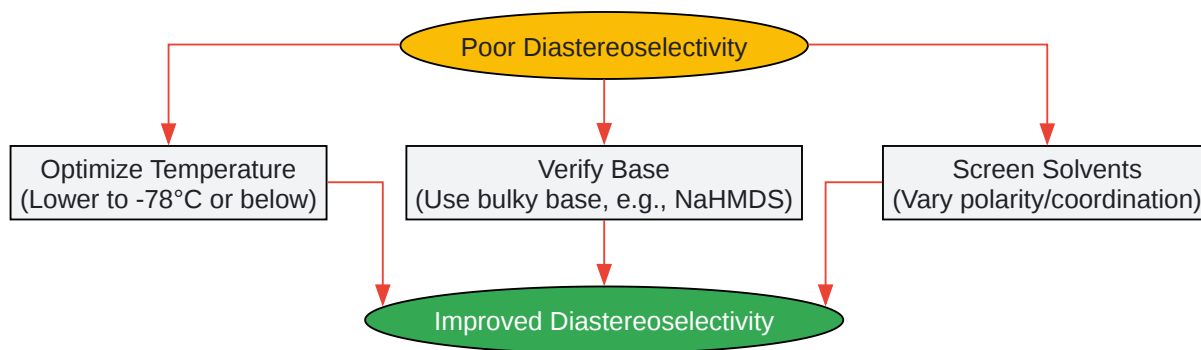 Poor Diastereoselectivity
Optimize Temperature
(Lower to -78°C or below)
Verify Base
(Use bulky base, e.g., NaHMDS)
Screen Solvents
(Vary polarity/coordination)
Improved Diastereoselectivity